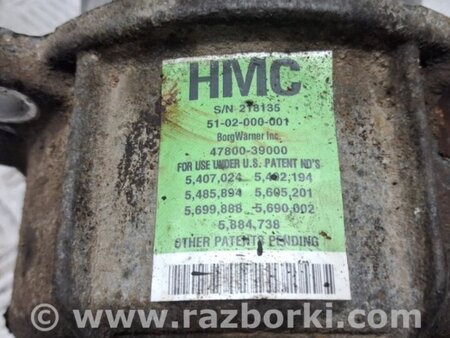 HMC
S/N 218135
51-02-000-001
BorgWarner Inc.
47800-39000
FOR USE UNDER U.S. PATENT NO'S
5,407,024 5,492,194
5,485,894 5,695,201
5,699,888 5,690,002
5,884,738
OTHER PATENTS PENDING
www.razborki.com